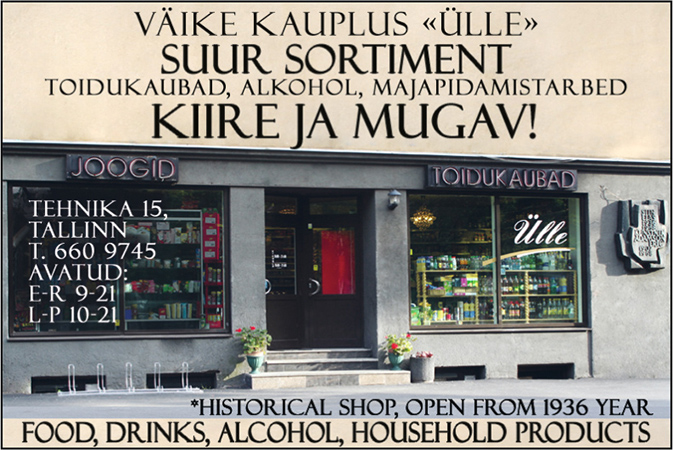 VÄIKE KAUPLUS «ÜLLE»
SUUR SORTIMENT
TOIDUKAUBAD, ALKOHOL, MAJAPIDAMISTARBED
KIIRE JA MUGAV!
JOOGID
TOIDUKAUBAD
TEHNIKA 15,
TALLINN
T. 660 9745
AVATUD:
E-R 9-21
L-P 10-21
Ülle
*HISTORICAL SHOP, OPEN FROM 1936 YEAR
FOOD, DRINKS, ALCOHOL, HOUSEHOLD PRODUCTS